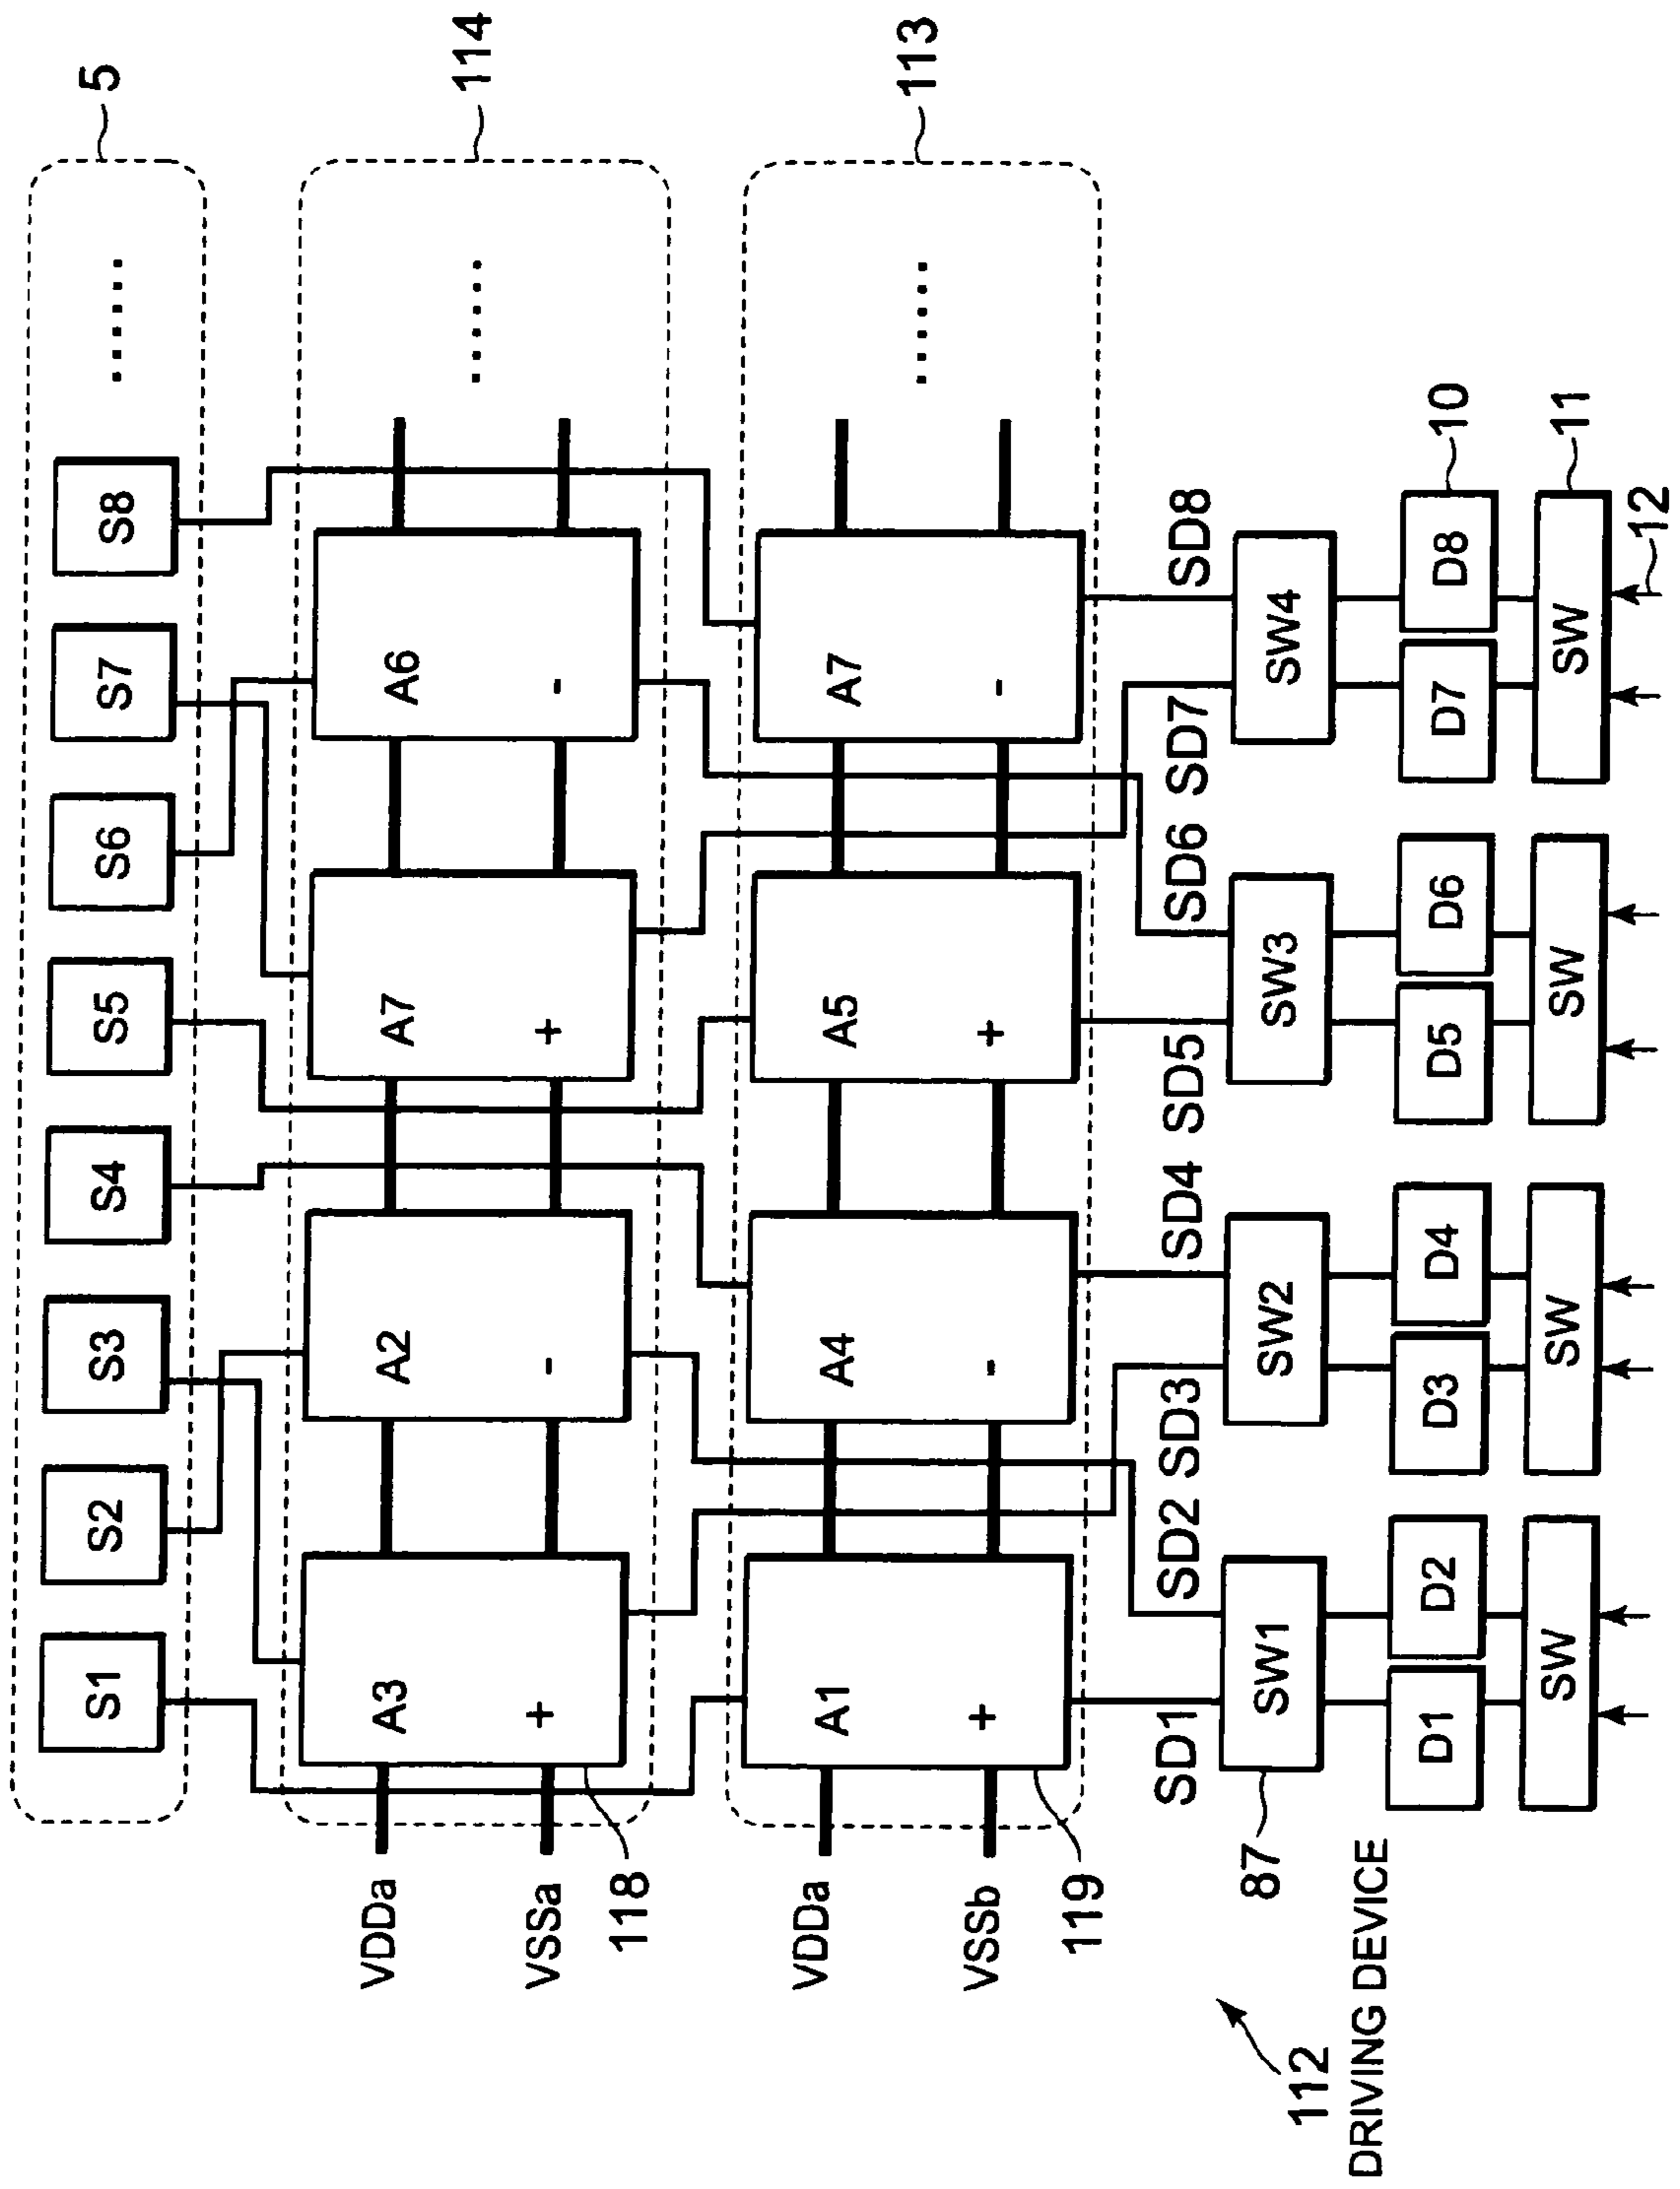 S1 S2 S3 S4 S5 S6 S7 S8 ...... 5
VDDa A3 A2 A7 A6 ...... 114
VSSa + - + -
118
VDDa A1 A4 A5 A7 ...... 113
VSSb + - + -
119
SD1 SD2 SD3 SD4 SD5 SD6 SD7 SD8
87 SW1 SW2 SW3 SW4
D1 D2 D3 D4 D5 D6 D7 D8 10
SW SW SW SW 11
12
112
DRIVING DEVICE